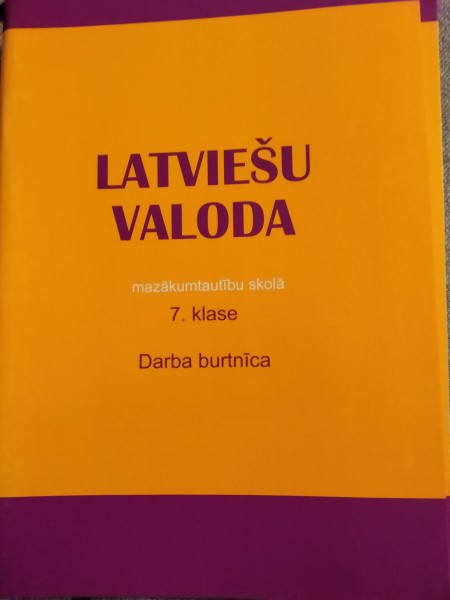 LATVIEŠU
VALODA
mazākumtautību skolā
7. klase
Darba burtnīca